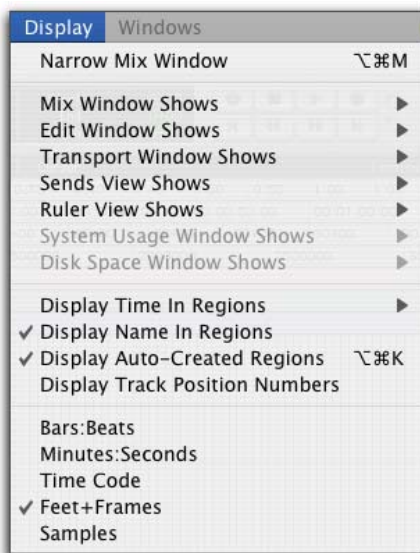 Display Windows
Narrow Mix Window ⌥⌘M
Mix Window Shows ▶
Edit Window Shows ▶
Transport Window Shows ▶
Sends View Shows ▶
Ruler View Shows ▶
System Usage Window Shows ▶
Disk Space Window Shows ▶
Display Time In Regions ▶
✓ Display Name In Regions
✓ Display Auto-Created Regions ⌥⌘K
Display Track Position Numbers
Bars:Beats
Minutes:Seconds
Time Code
✓ Feet+Frames
Samples